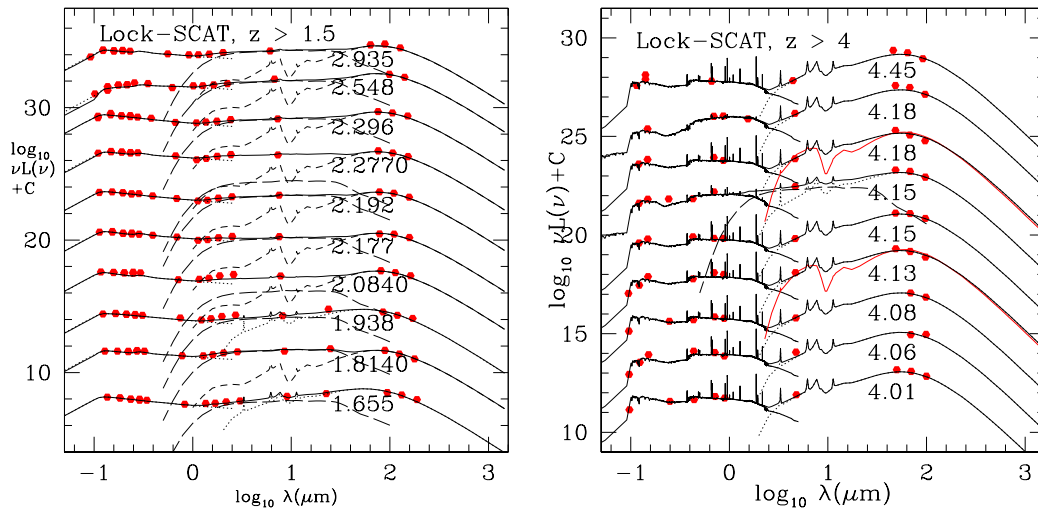 Lock-SCAT, z > 1.5
log₁₀
νL(ν)
+C
30
20
10
2.935
2.548
2.296
2.2770
2.192
2.177
2.0840
1.938
1.8140
1.655
−1 0 1 2 3
log₁₀ λ(μm)
Lock-SCAT, z > 4
log₁₀ νL(ν)+C
30
25
20
15
10
4.45
4.18
4.18
4.15
4.15
4.13
4.08
4.06
4.01
−1 0 1 2 3
log₁₀ λ(μm)